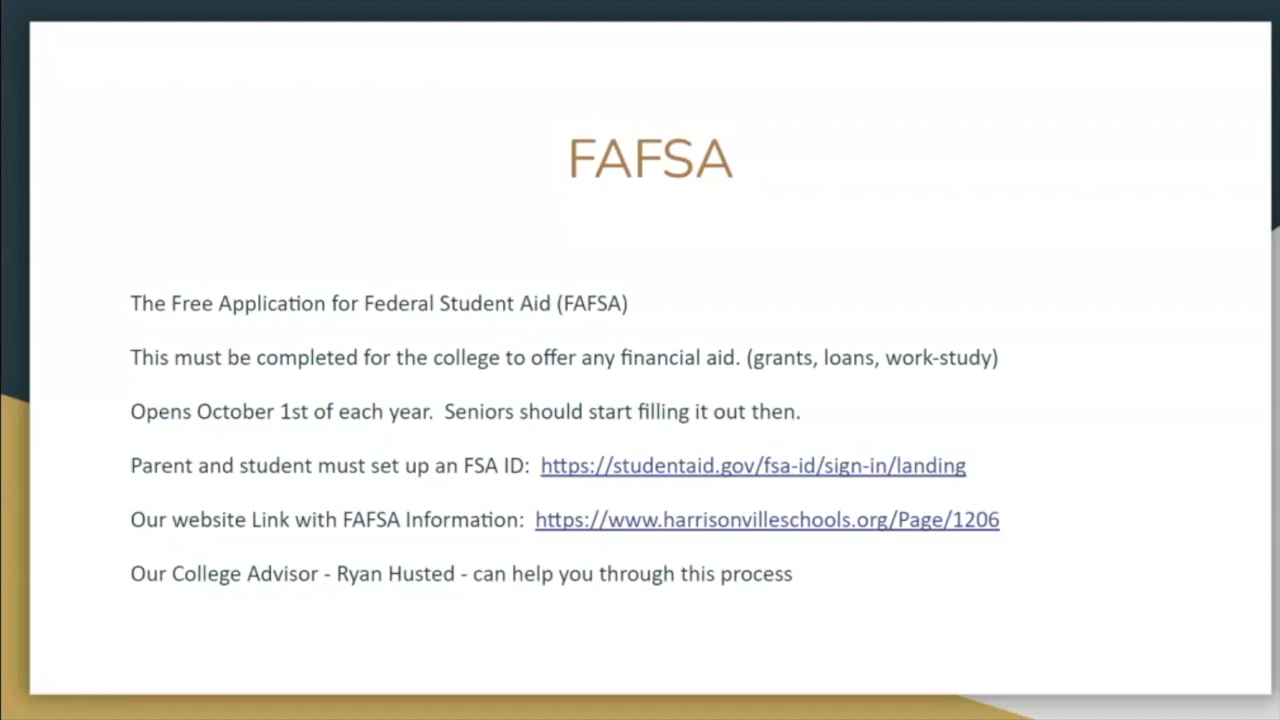 FAFSA
The Free Application for Federal Student Aid (FAFSA)
This must be completed for the college to offer any financial aid. (grants, loans, work-study)
Opens October 1st of each year.  Seniors should start filling it out then.
Parent and student must set up an FSA ID:  https://studentaid.gov/fsa-id/sign-in/landing
Our website Link with FAFSA Information:  https://www.harrisonvilleschools.org/Page/1206
Our College Advisor - Ryan Husted - can help you through this process